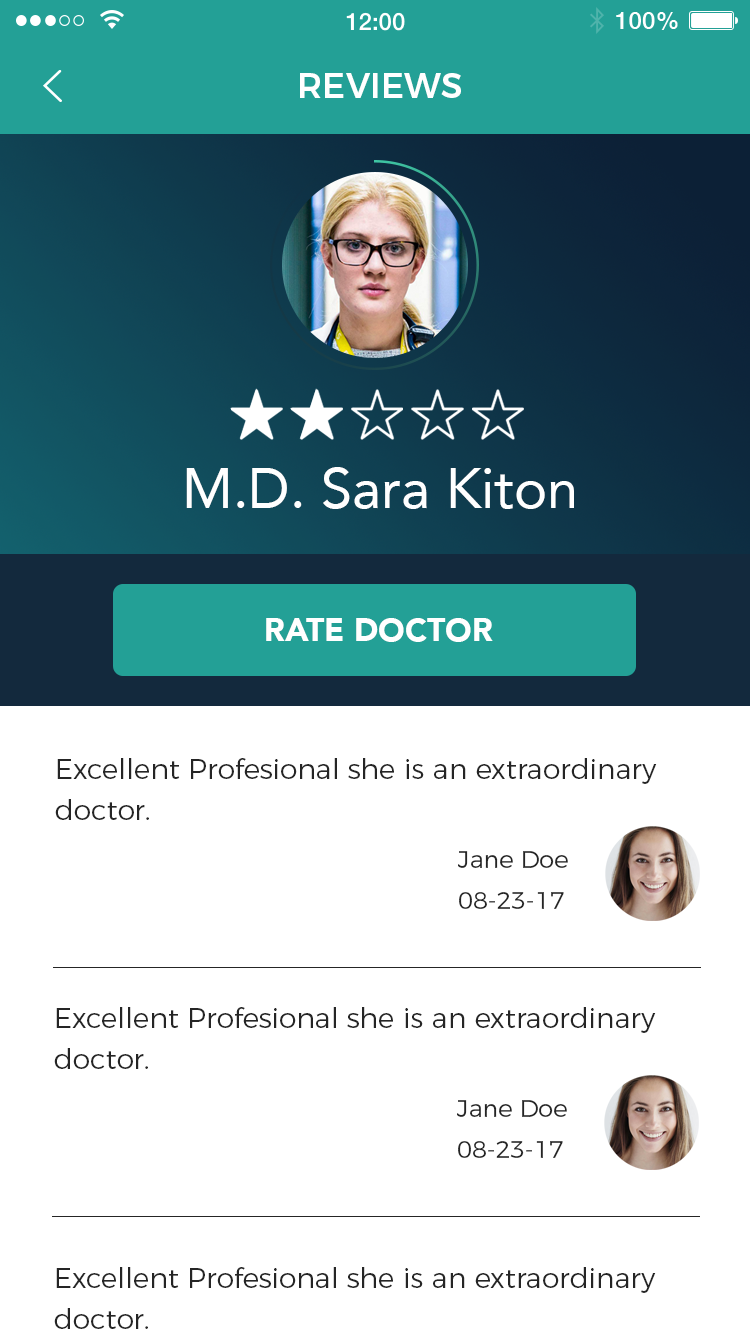 12:00
100%
REVIEWS
M.D. Sara Kiton
RATE DOCTOR
Excellent Profesional she is an extraordinary
doctor.
Jane Doe
08-23-17
Excellent Profesional she is an extraordinary
doctor.
Jane Doe
08-23-17
Excellent Profesional she is an extraordinary
doctor.